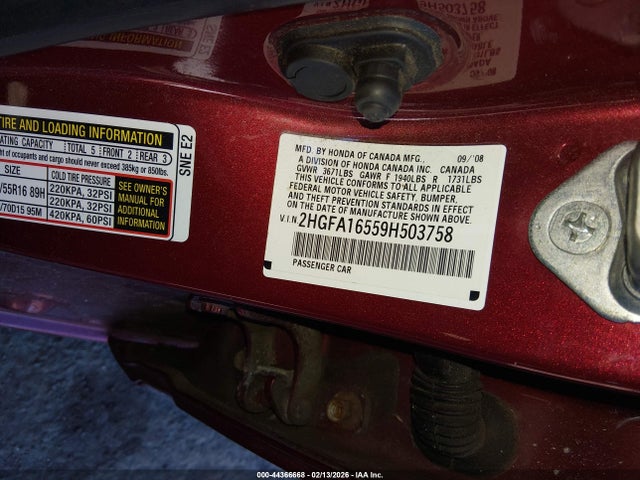 TIRE AND LOADING INFORMATION
ATING CAPACITY TOTAL 5 FRONT 2 REAR 3
ht of occupants and cargo should never exceed 385kg or 850lbs.
SIZE COLD TIRE PRESSURE
/55R16 89H 220KPA, 32PSI
220KPA, 32PSI
/70D15 95M 420KPA, 60PSI
SEE OWNER'S
MANUAL FOR
ADDITIONAL
INFORMATION
SNE E2
MFD. BY HONDA OF CANADA MFG., 09/'08
A DIVISION OF HONDA CANADA INC. CANADA
GVWR 3671LBS GAWR F 1940LBS R 1731LBS
THIS VEHICLE CONFORMS TO ALL APPLICABLE
FEDERAL MOTOR VEHICLE SAFETY, BUMPER,
AND THEFT PREVENTION STANDARDS IN EFFECT
ON THE DATE OF MANUFACTURE SHOWN ABOVE.
V.I.N 2HGFA16559H503758
PASSENGER CAR
000-44366668 - 02/13/2026 - IAA Inc.